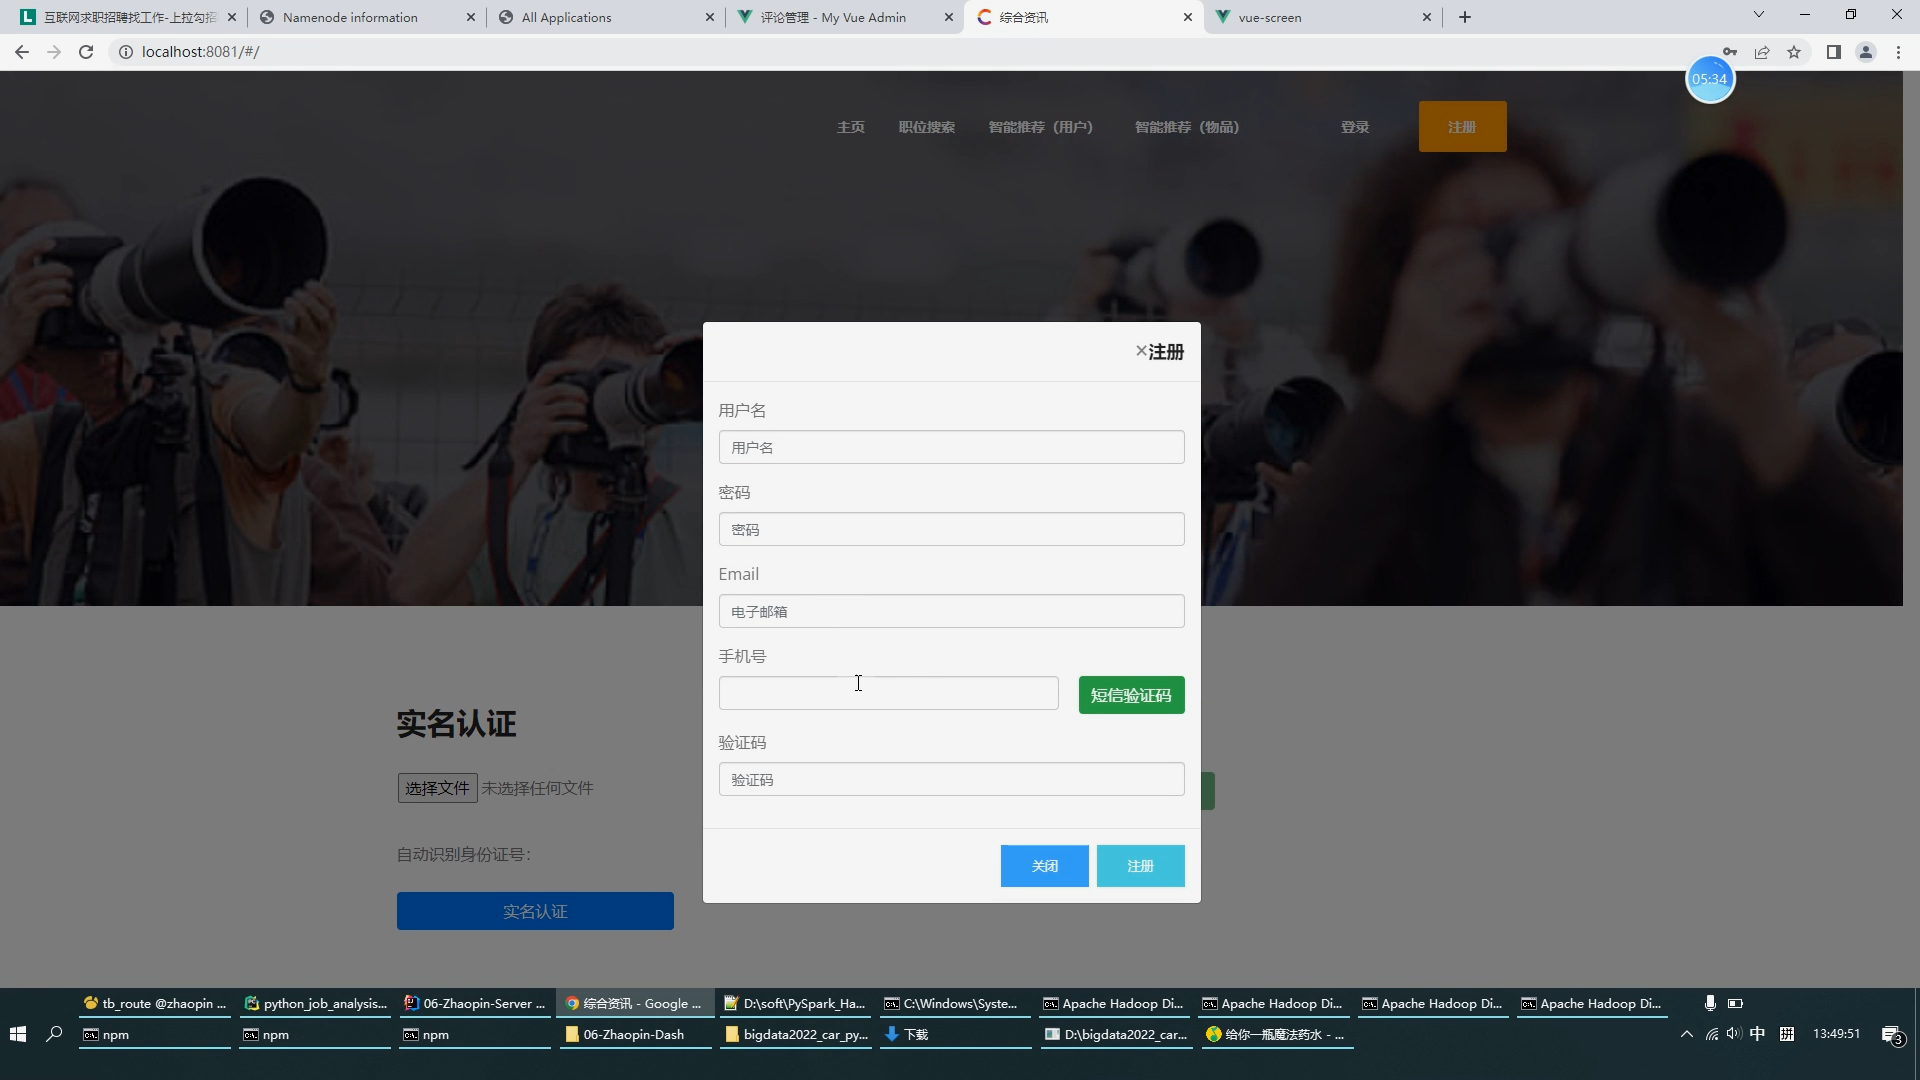 互联网求职招聘找工作-上拉勾招
Namenode information
All Applications
评论管理 - My Vue Admin
综合资讯
vue-screen
localhost:8081/#/
05:34
主页
职位搜索
智能推荐（用户）
智能推荐（物品）
登录
注册
×注册
用户名
用户名
密码
密码
Email
电子邮箱
手机号
短信验证码
验证码
验证码
关闭
注册
实名认证
选择文件 未选择任何文件
自动识别身份证号：
实名认证
tb_route @zhaopin ...
python_job_analysis...
06-Zhaopin-Server ...
综合资讯 - Google ...
D:\soft\PySpark_Ha...
C:\Windows\Syste...
Apache Hadoop Di...
Apache Hadoop Di...
Apache Hadoop Di...
Apache Hadoop Di...
npm
npm
npm
06-Zhaopin-Dash
bigdata2022_car_py...
下载
D:\bigdata2022_car...
给你一瓶魔法药水 - ...
中
拼
13:49:51
3